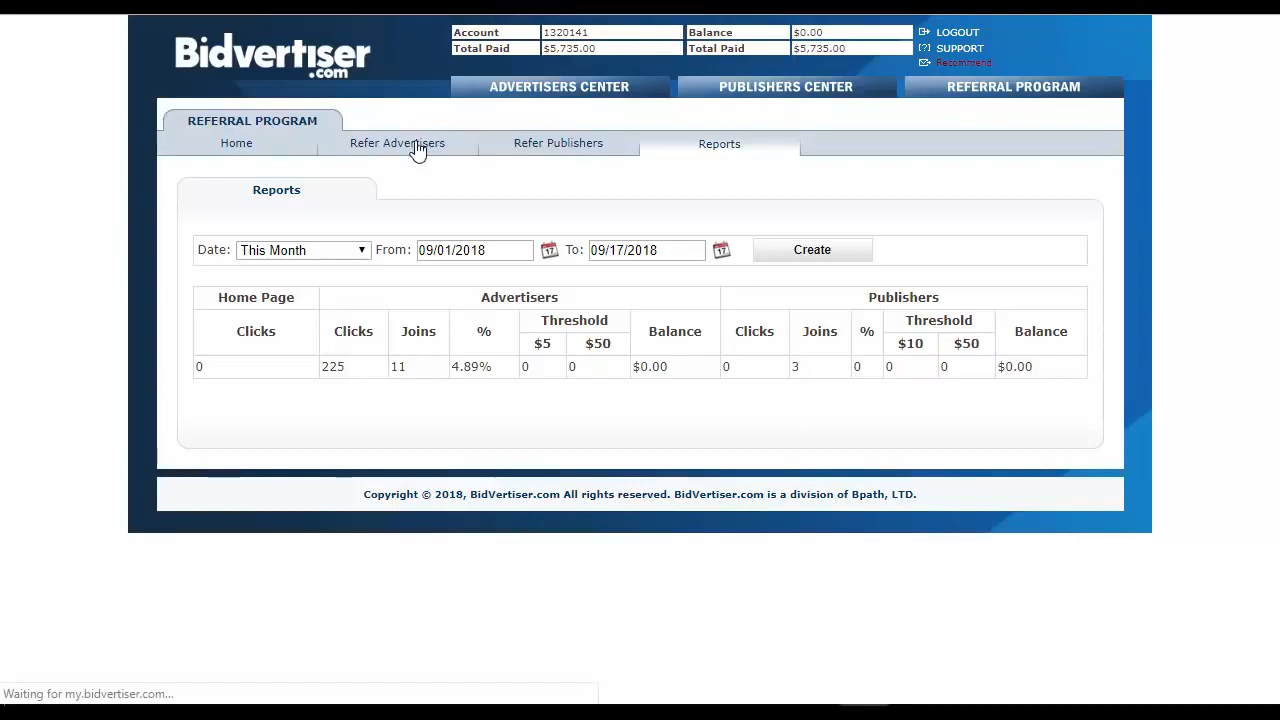 Bidvertiser
.com
Account 1320141 Balance $0.00
Total Paid $5,735.00 Total Paid $5,735.00
LOGOUT
[?] SUPPORT
Recommend
ADVERTISERS CENTER PUBLISHERS CENTER REFERRAL PROGRAM
REFERRAL PROGRAM
Home Refer Advertisers Refer Publishers Reports
Reports
Date: This Month From: 09/01/2018 17 To: 09/17/2018 17 Create
Home Page Advertisers Publishers
Clicks Clicks Joins % Threshold Balance Clicks Joins % Threshold Balance
$5 $50 $10 $50
0 225 11 4.89% 0 0 $0.00 0 3 0 0 0 $0.00
Copyright © 2018, BidVertiser.com All rights reserved. BidVertiser.com is a division of Bpath, LTD.
Waiting for my.bidvertiser.com...